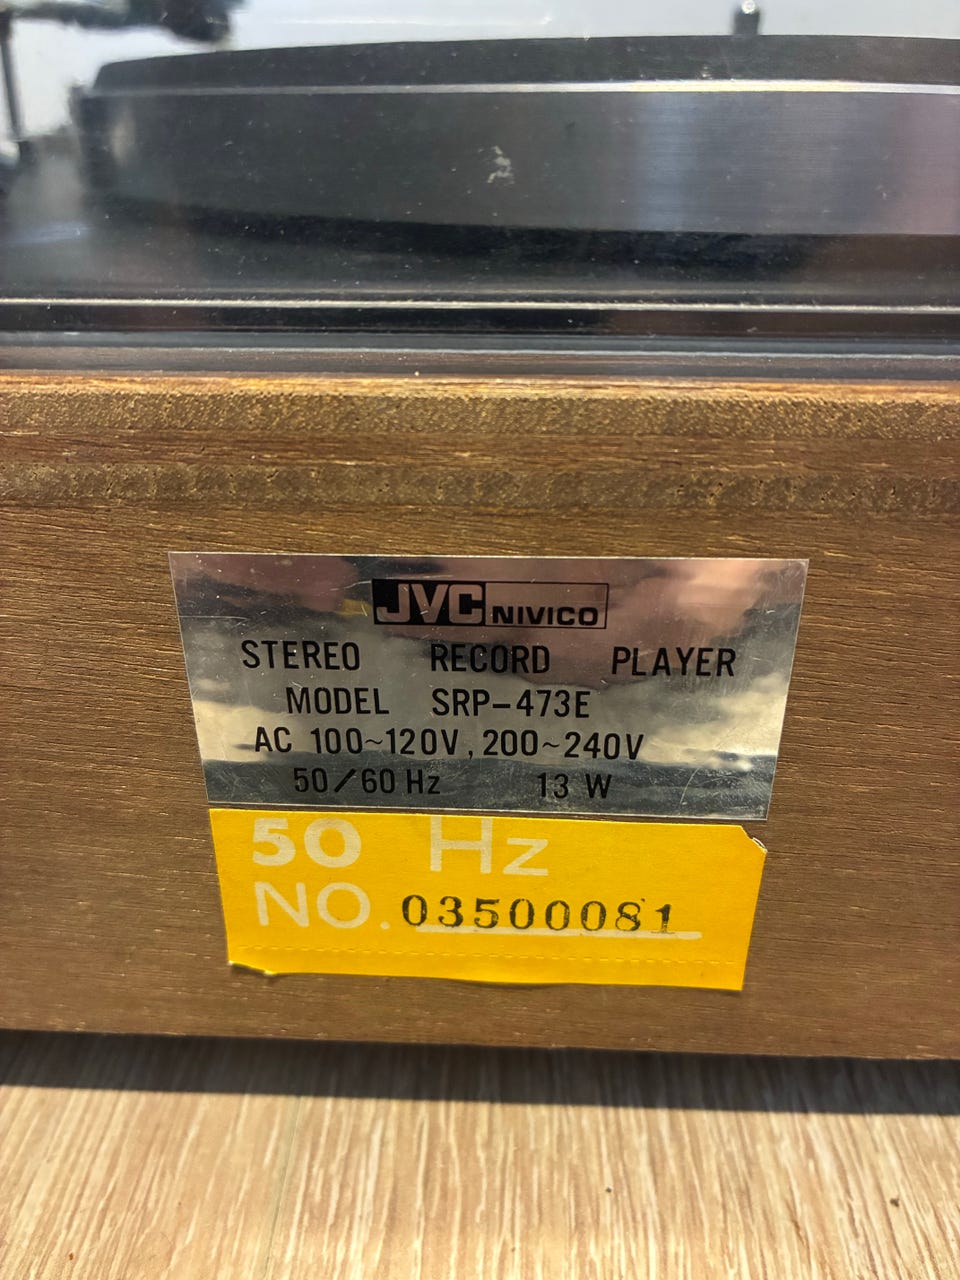 JVC NIVICO
STEREO RECORD PLAYER
MODEL SRP-473E
AC 100~120V, 200~240V
50/60 Hz 13 W
50 Hz
NO. 03500081